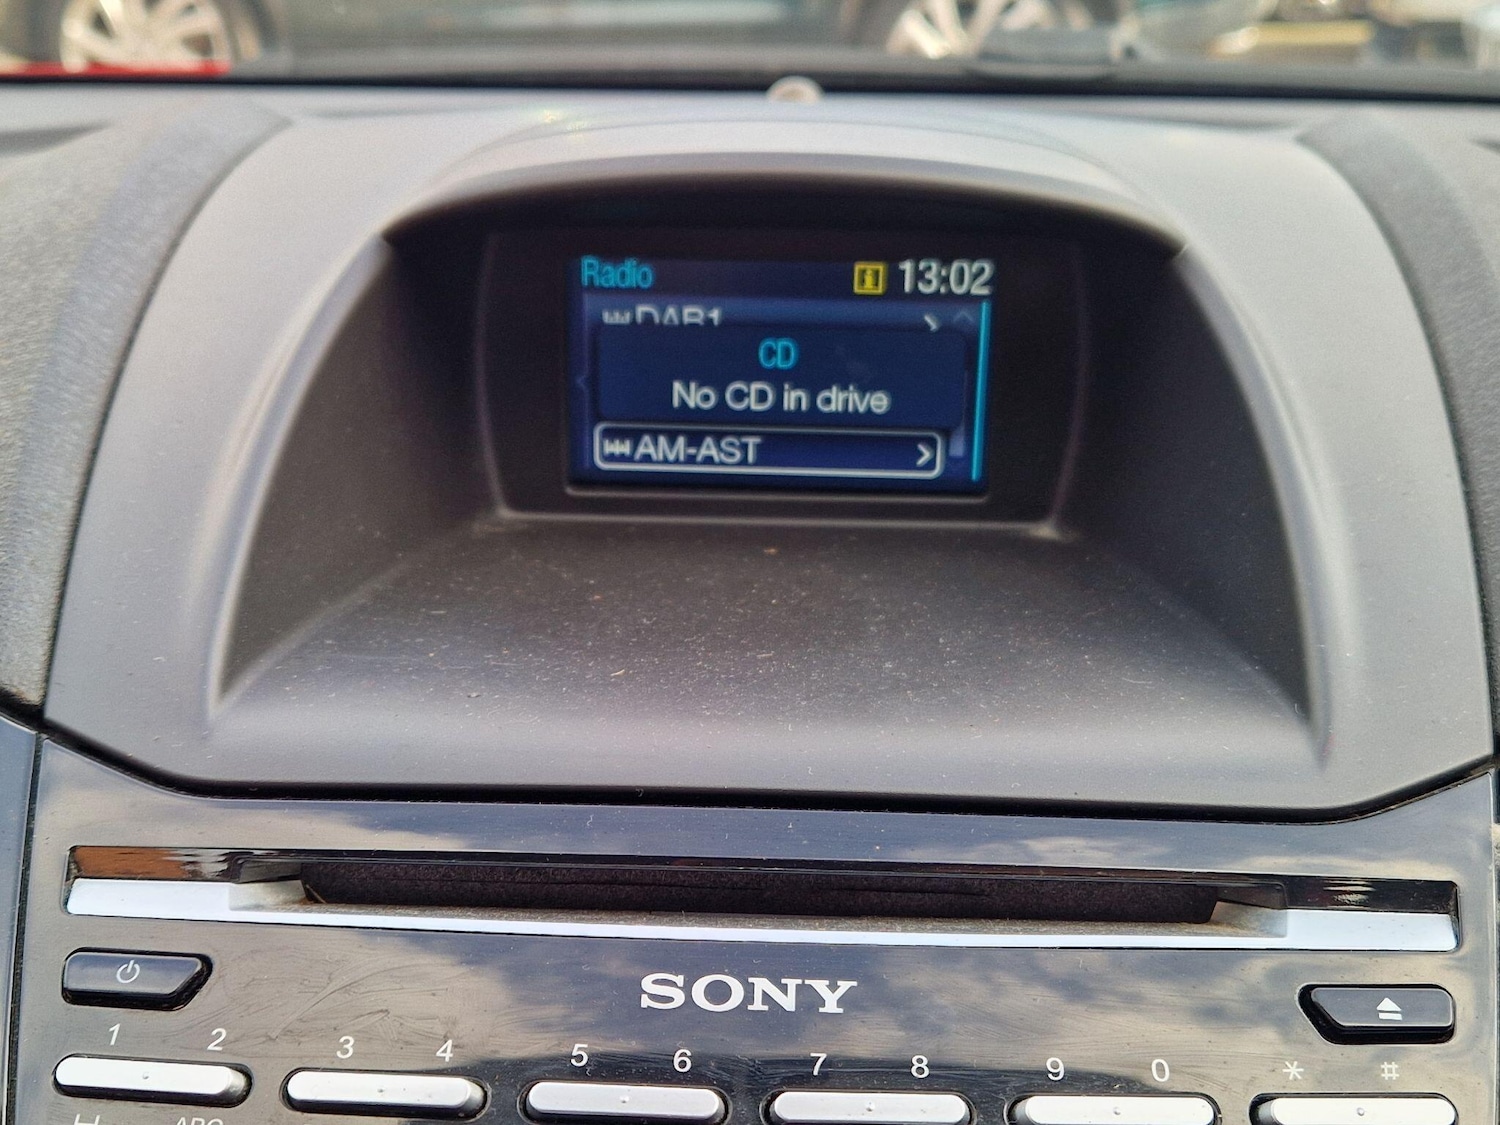 Radio 13:02
DAB1
CD
No CD in drive
AM-AST
SONY
1 2 3 4 5 6 7 8 9 0 * #